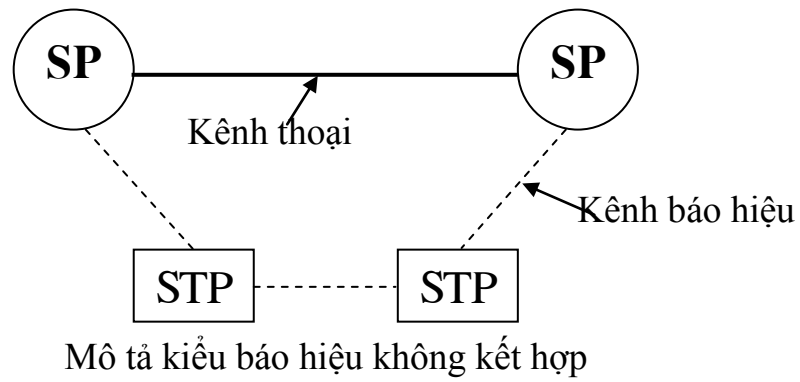 SP SP
Kênh thoại
Kênh báo hiệu
STP STP
Mô tả kiểu báo hiệu không kết hợp